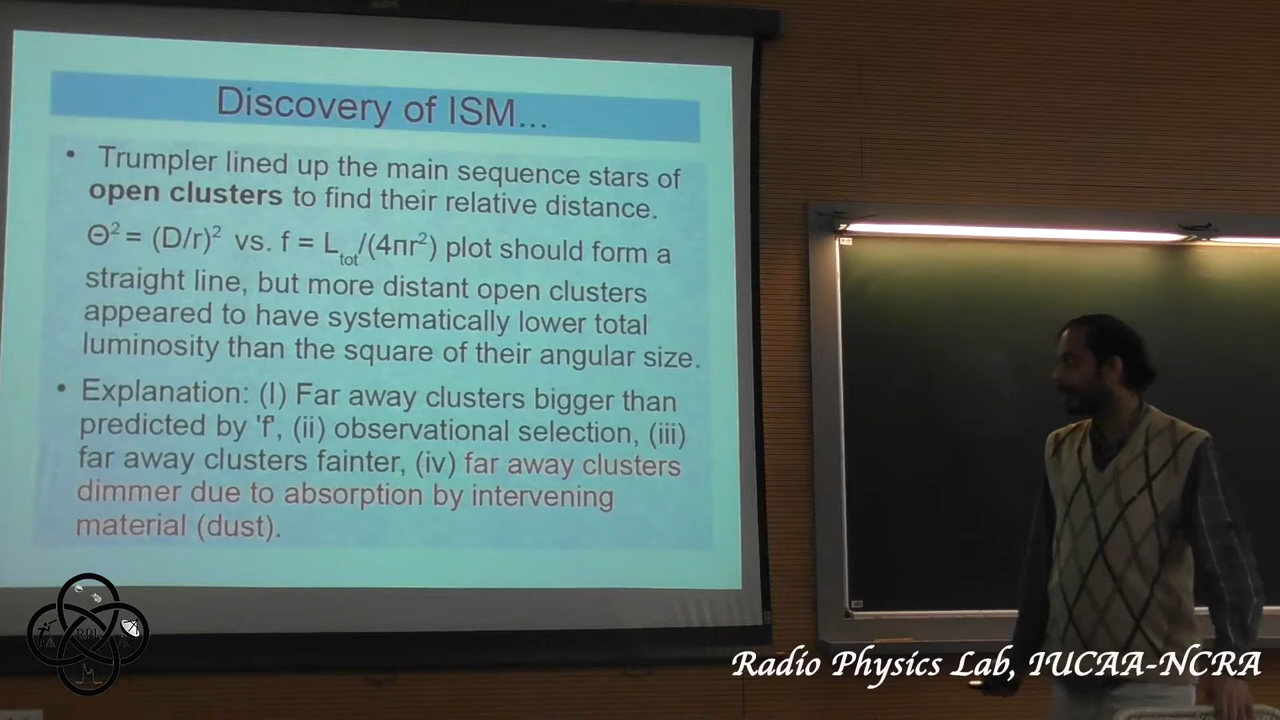 Discovery of ISM...
• Trumpler lined up the main sequence stars of
open clusters to find their relative distance.
Θ² = (D/r)² vs. f = Ltot/(4πr²) plot should form a
straight line, but more distant open clusters
appeared to have systematically lower total
luminosity than the square of their angular size.
• Explanation: (I) Far away clusters bigger than
predicted by 'f', (ii) observational selection, (iii)
far away clusters fainter, (iv) far away clusters
dimmer due to absorption by intervening
material (dust).
RPL
Radio Physics Lab, IUCAA-NCRA